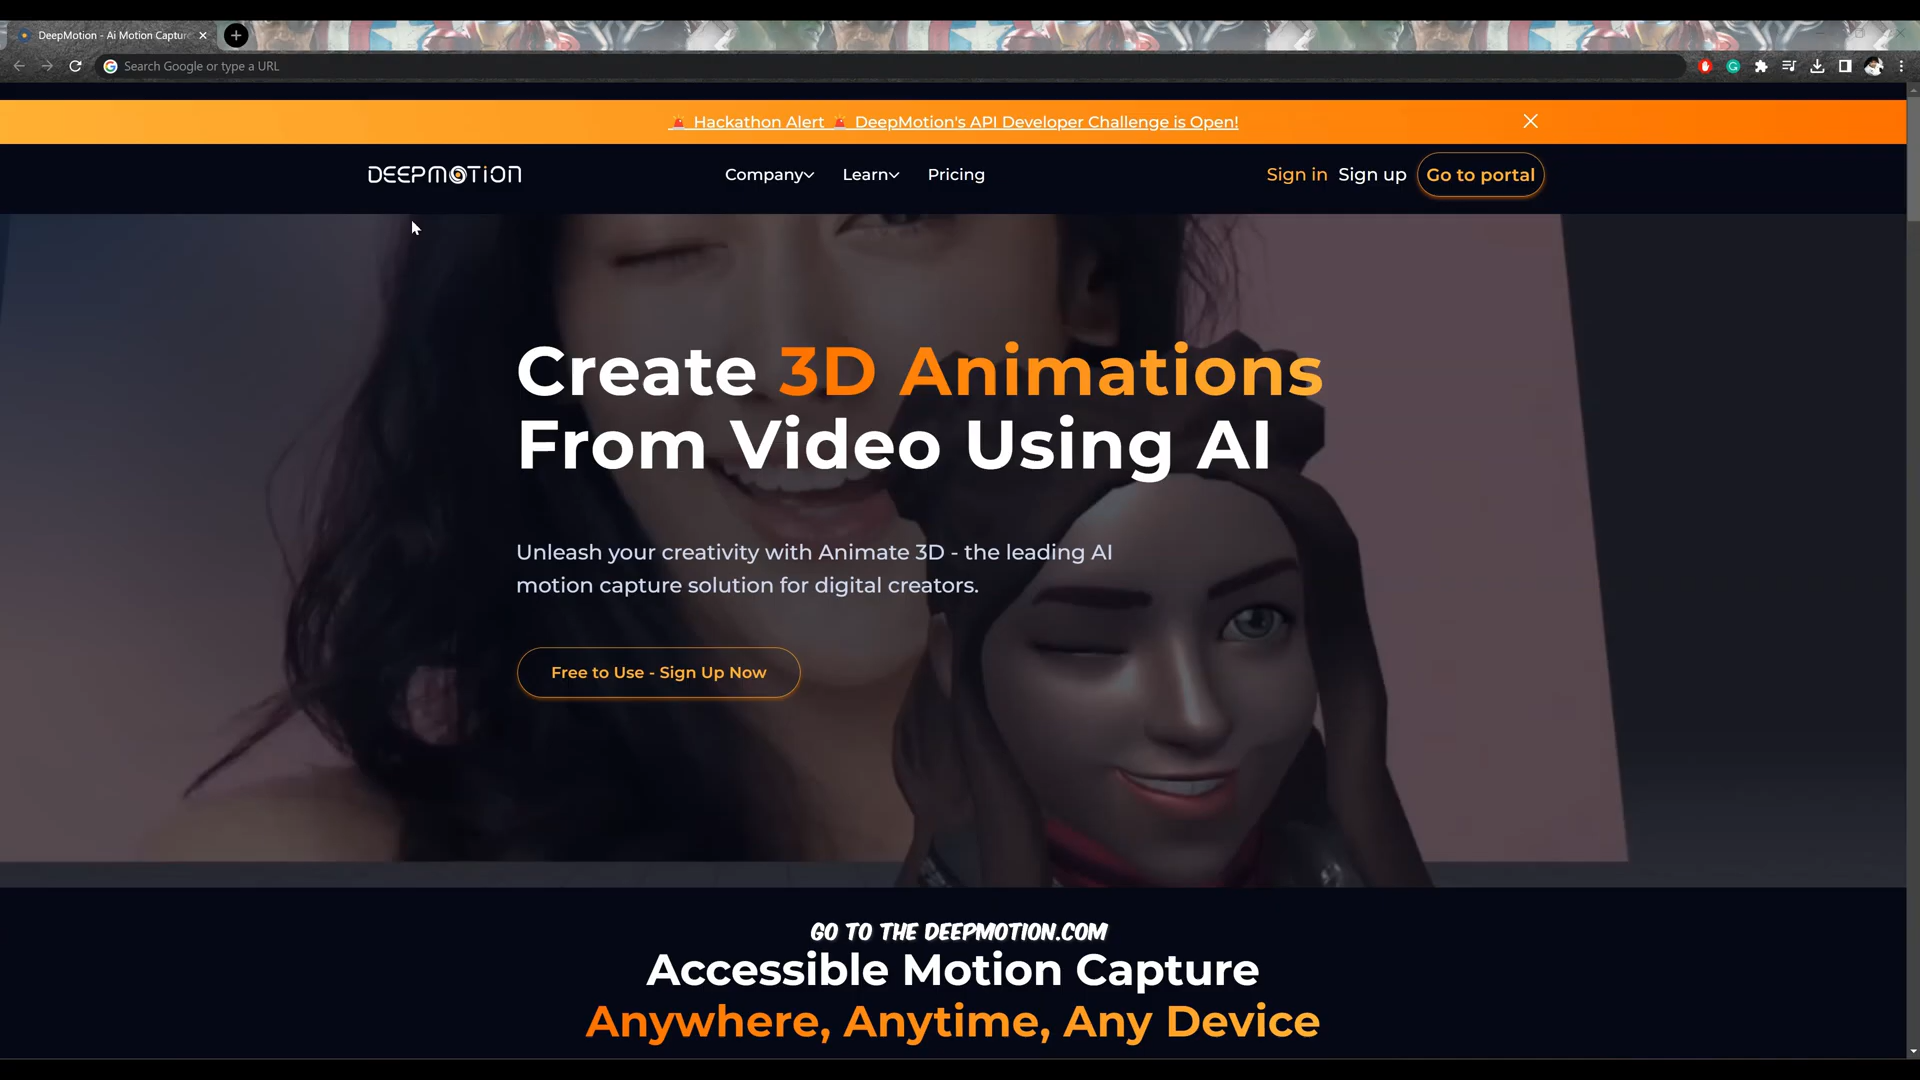 DeepMotion - Ai Motion Captur
Search Google or type a URL
Hackathon Alert DeepMotion's API Developer Challenge is Open!
DEEPMOTION
Company
Learn
Pricing
Sign in
Sign up
Go to portal
Create 3D Animations
From Video Using AI
Unleash your creativity with Animate 3D - the leading AI
motion capture solution for digital creators.
Free to Use - Sign Up Now
GO TO THE DEEPMOTION.COM
Accessible Motion Capture
Anywhere, Anytime, Any Device